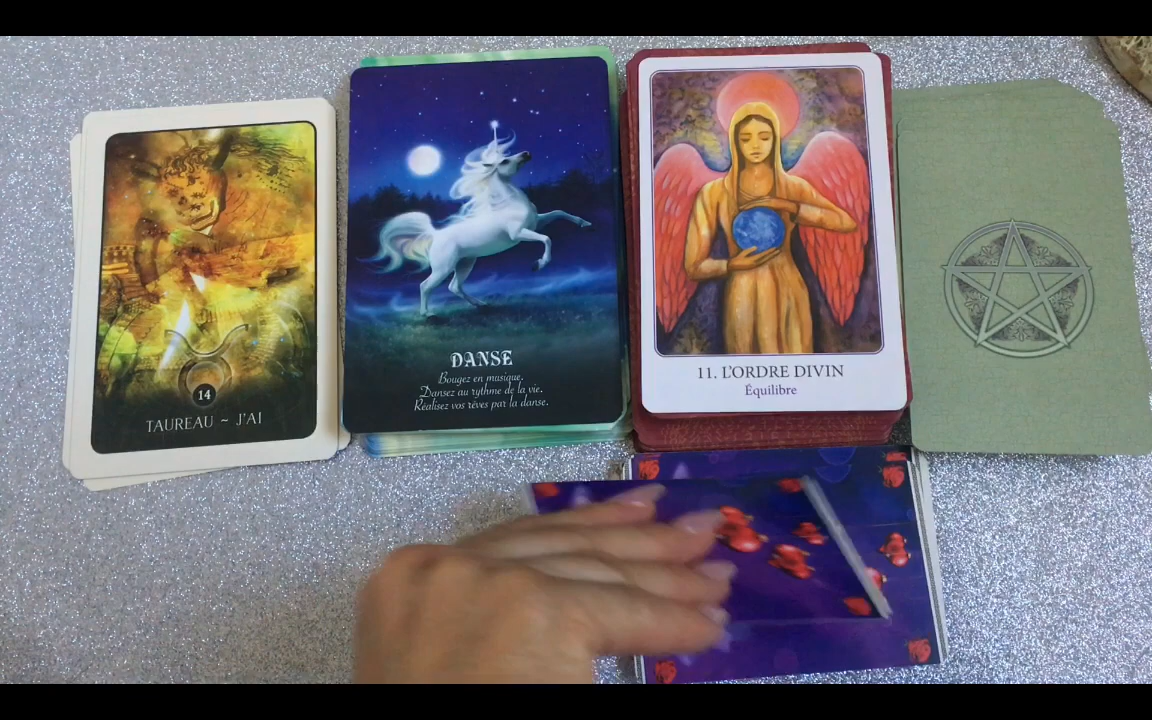 14
TAUREAU ~ J'AI
DANSE
Bougez en musique.
Dansez au rythme de la vie.
Réalisez vos rêves par la danse.
11. L'ORDRE DIVIN
Équilibre